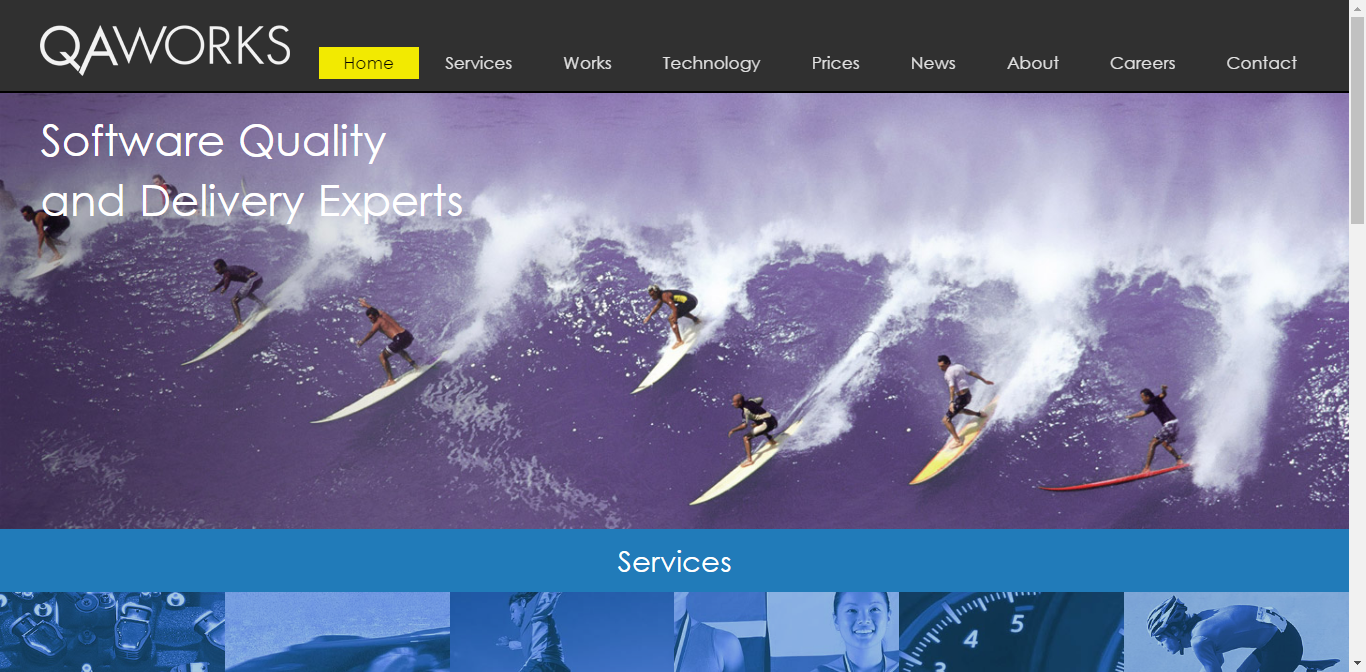 QAWORKS
Home Services Works Technology Prices News About Careers Contact
Software Quality
and Delivery Experts
Services
4 5
3